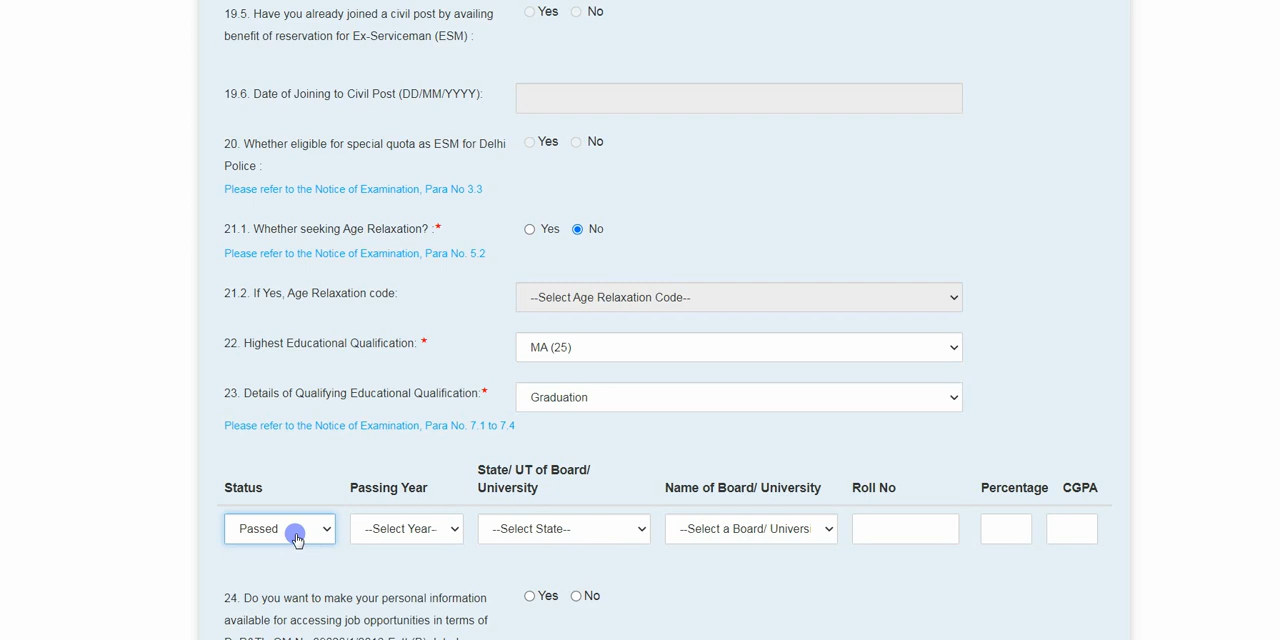 19.5. Have you already joined a civil post by availing
benefit of reservation for Ex-Serviceman (ESM) :
Yes No
19.6. Date of Joining to Civil Post (DD/MM/YYYY):
20. Whether eligible for special quota as ESM for Delhi
Police :
Yes No
Please refer to the Notice of Examination, Para No 3.3
21.1. Whether seeking Age Relaxation? :*
Yes No
Please refer to the Notice of Examination, Para No. 5.2
21.2. If Yes, Age Relaxation code:
--Select Age Relaxation Code--
22. Highest Educational Qualification: *
MA (25)
23. Details of Qualifying Educational Qualification:*
Graduation
Please refer to the Notice of Examination, Para No. 7.1 to 7.4
Status Passing Year State/ UT of Board/ University Name of Board/ University Roll No Percentage CGPA
Passed --Select Year- --Select State-- --Select a Board/ Universi
24. Do you want to make your personal information
available for accessing job opportunities in terms of
Yes No